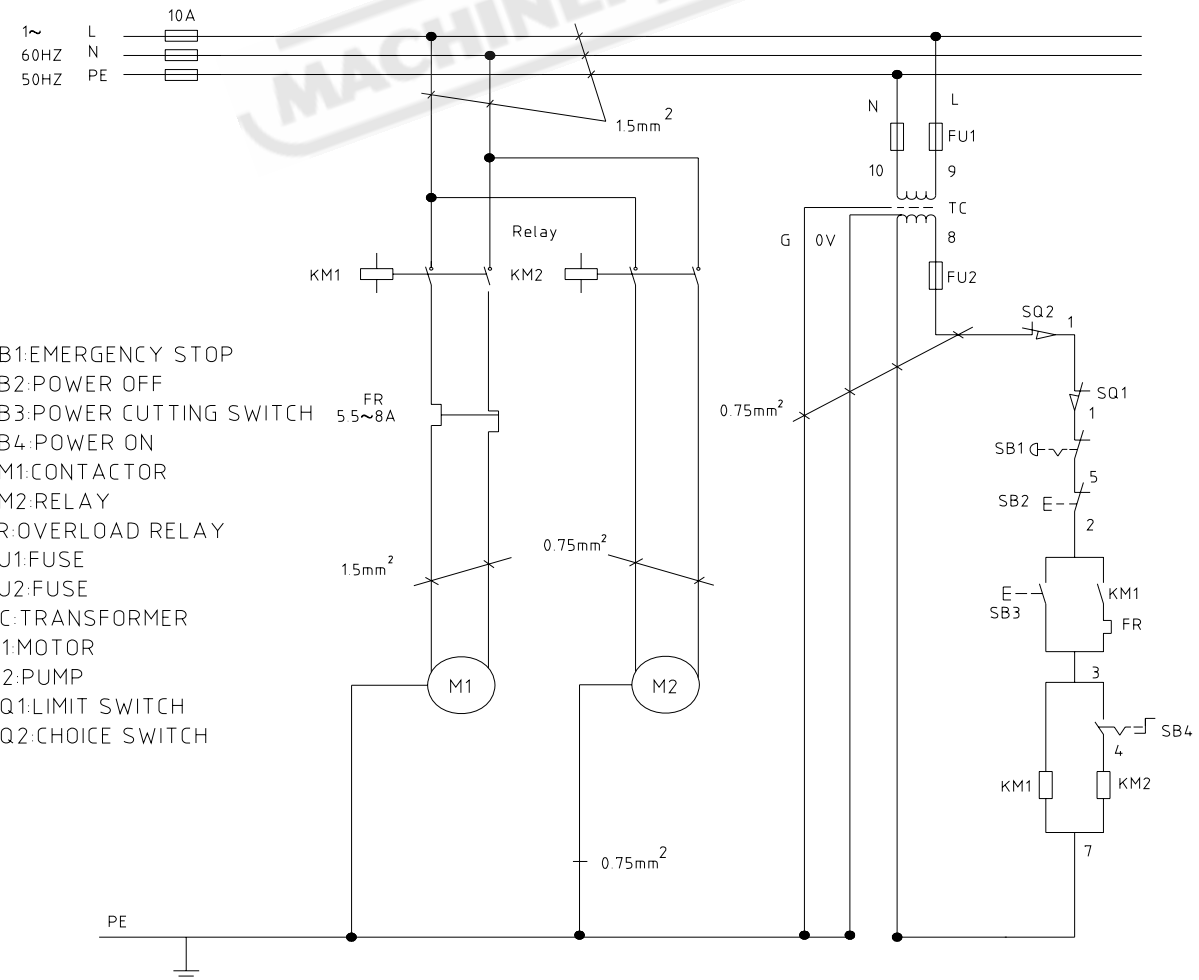 10A
1~ L
60HZ N
50HZ PE
MACHINER
1.5mm²
N L
FU1
10 9
TC
G 0V 8
Relay
KM1 KM2
FU2
SQ2 1
B1:EMERGENCY STOP
B2:POWER OFF
B3:POWER CUTTING SWITCH
B4:POWER ON
M1:CONTACTOR
M2:RELAY
R:OVERLOAD RELAY
U1:FUSE
U2:FUSE
C:TRANSFORMER
1:MOTOR
2:PUMP
Q1:LIMIT SWITCH
Q2:CHOICE SWITCH
FR
5.5~8A
0.75mm²
SQ1
1
SB1
5
SB2
2
1.5mm²
0.75mm²
SB3
KM1
FR
3
M1
M2
SB4
4
KM1
KM2
7
0.75mm²
PE